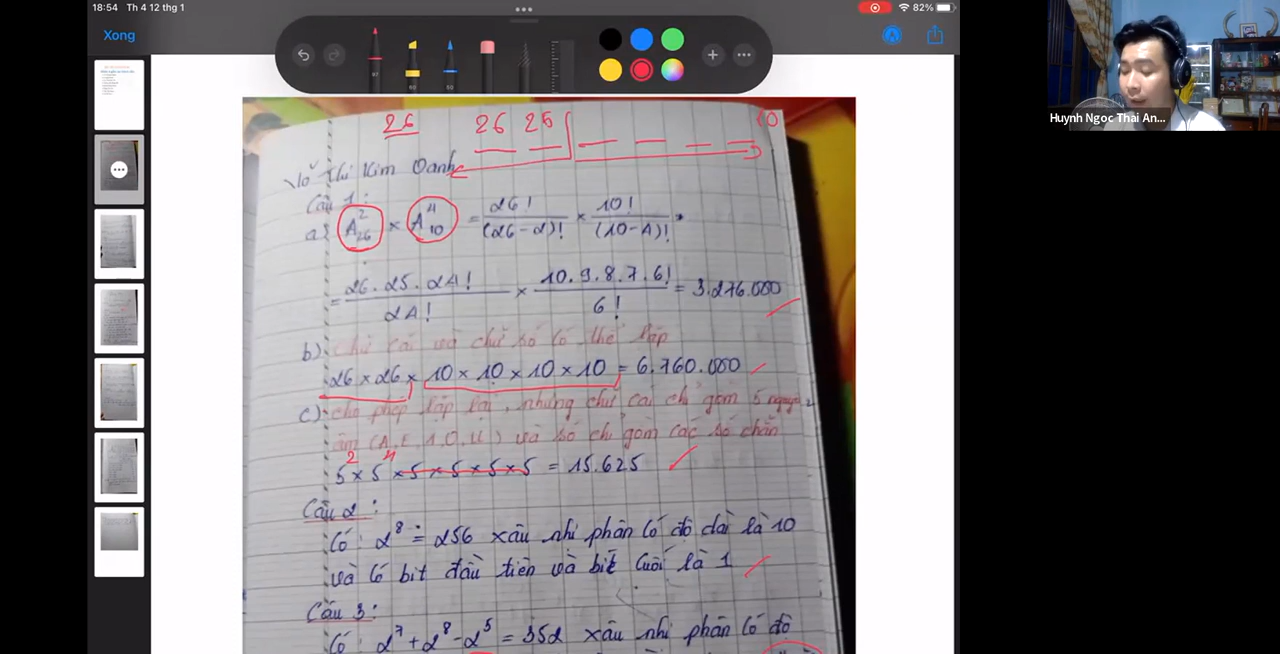 18:54 Th 4 12 thg 1
82%
Xong
Huynh Ngoc Thai An...
26 26 25 10
Võ Thị Kim Oanh
Câu 1:
a) A²₂₆ × A⁴₁₀ = 26!/(26-2)! × 10!/(10-4)!
= 26.25.24!/24! × 10.9.8.7.6!/6! = 3.276.000
b) chữ cái và chữ số có thể lặp
26 × 26 × 10 × 10 × 10 × 10 = 6.760.000
c) cho phép lặp lại, những chữ cái chỉ gồm 5 nguyên
âm (A, E, I, O, U) và số chỉ gồm các số chẵn
2 4
5 × 5 × 5 × 5 × 5 × 5 = 15.625
Câu 2:
Có: 2⁸ = 256 xâu nhị phân có độ dài là 10
và có bit đầu tiên và bit cuối là 1
Câu 3:
Có: 2⁷ + 2⁸ - 2⁵ = 352 xâu nhị phân có độ